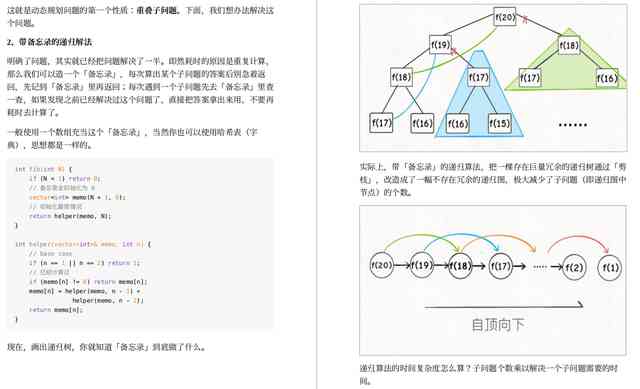 这就是动态规划问题的第一个性质：重叠子问题。下面，我们想办法解决这个问题。
2、带备忘录的递归解法
明确了问题，其实就已经把问题解决了一半。即然耗时的原因是重复计算，那么我们可以造一个「备忘录」，每次算出某个子问题的答案后别急着返回，先记到「备忘录」里再返回；每次遇到一个子问题先去「备忘录」里查一查，如果发现之前已经解决过这个问题了，直接把答案拿出来用，不要再耗时去计算了。
一般使用一个数组充当这个「备忘录」，当然你也可以使用哈希表（字典），思想都是一样的。
int fib(int N) {
if (N < 1) return 0;
// 备忘录全初始化为 0
vector<int> memo(N + 1, 0);
// 初始化最简情况
return helper(memo, N);
}
int helper(vector<int>& memo, int n) {
// base case
if (n == 1 || n == 2) return 1;
// 已经计算过
if (memo[n] != 0) return memo[n];
memo[n] = helper(memo, n - 1) +
helper(memo, n - 2);
return memo[n];
}
现在，画出递归树，你就知道「备忘录」到底做了什么。
f(20)
f(19)
f(18)
f(18)
f(17)
f(17)
f(16)
f(17)
f(16)
f(16)
f(15)
......
实际上，带「备忘录」的递归算法，把一棵存在巨量冗余的递归树通过「剪枝」，改造成了一幅不存在冗余的递归图，极大减少了子问题（即递归图中节点）的个数。
f(20)
f(19)
f(18)
f(17)
.....
f(2)
f(1)
自顶向下
递归算法的时间复杂度怎么算？子问题个数乘以解决一个子问题需要的时间。